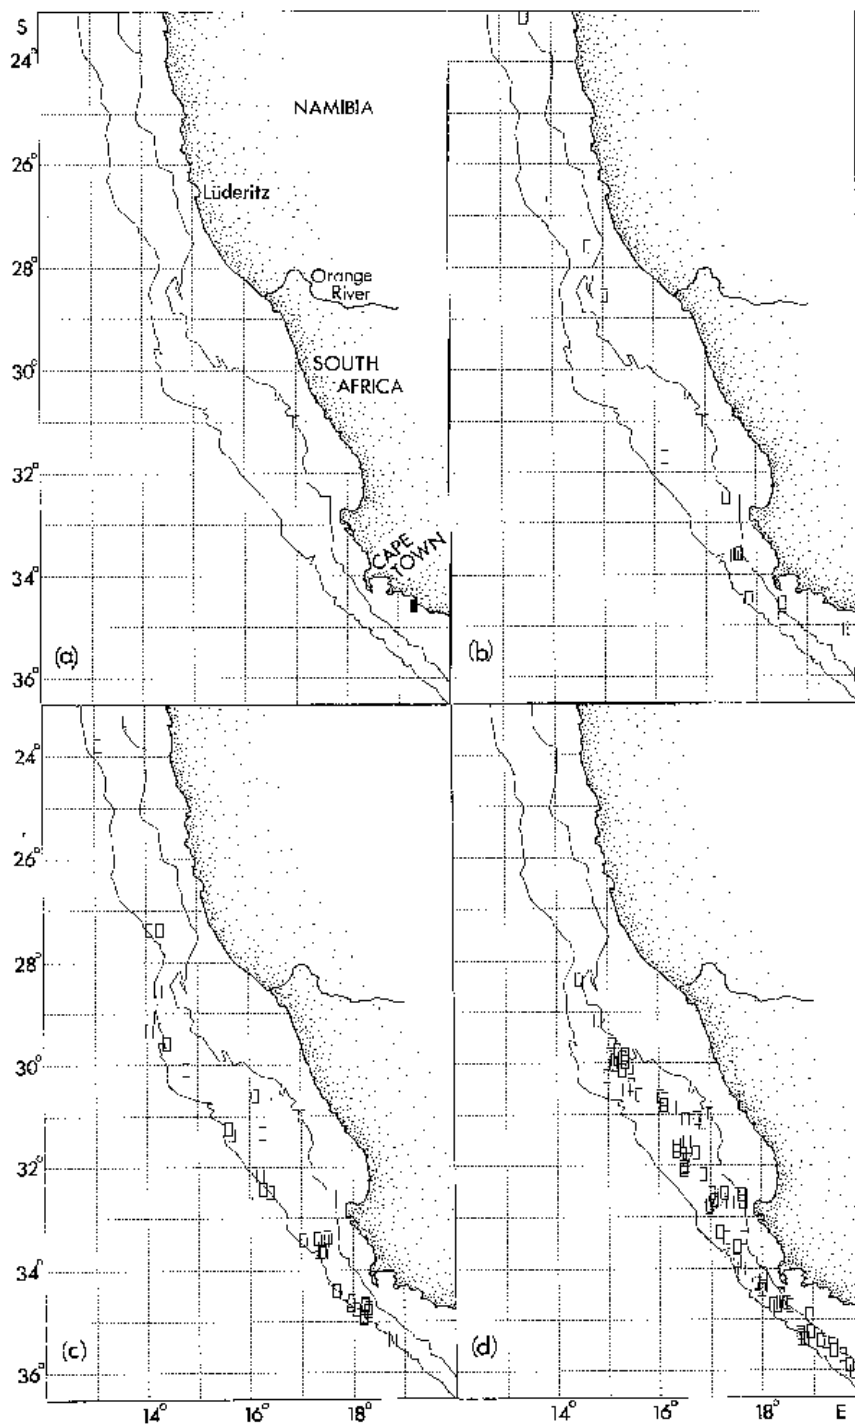 S
24°
NAMIBIA
26°
Lüderitz
28°
Orange
River
30°
SOUTH
AFRICA
32°
CAPE
TOWN
34°
36°
(a)
(b)
24°
26°
28°
30°
32°
34°
36°
(c)
(d)
14° 16° 18° 14° 16° 18° E